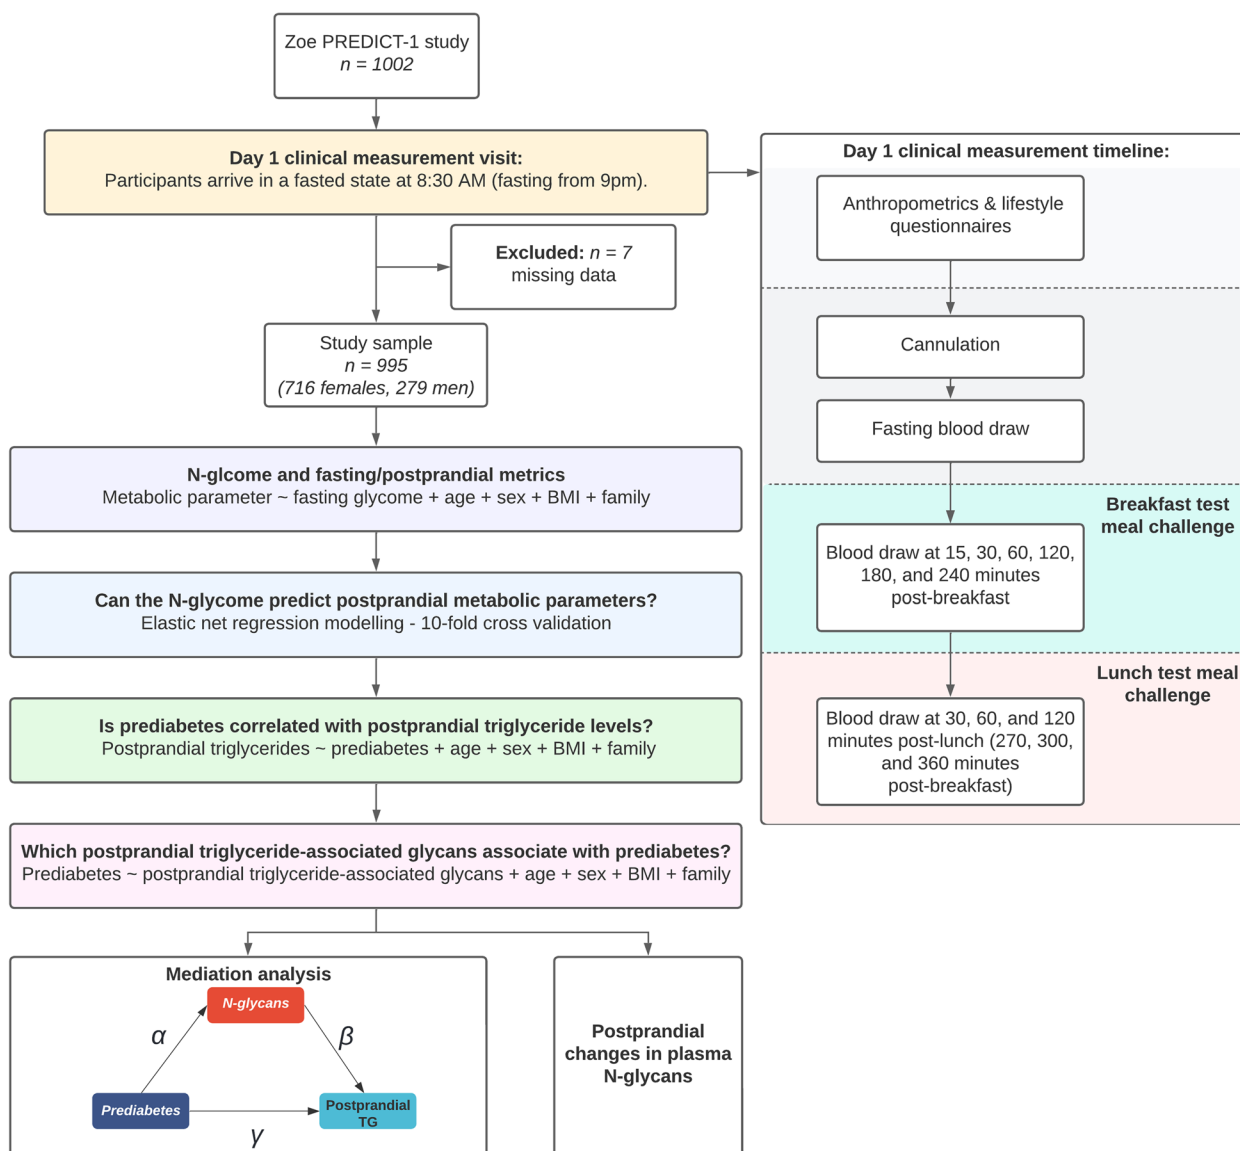 Zoe PREDICT-1 study
n = 1002
Day 1 clinical measurement visit:
Participants arrive in a fasted state at 8:30 AM (fasting from 9pm).
Excluded: n = 7
missing data
Study sample
n = 995
(716 females, 279 men)
N-glcome and fasting/postprandial metrics
Metabolic parameter ~ fasting glycome + age + sex + BMI + family
Can the N-glycome predict postprandial metabolic parameters?
Elastic net regression modelling - 10-fold cross validation
Is prediabetes correlated with postprandial triglyceride levels?
Postprandial triglycerides ~ prediabetes + age + sex + BMI + family
Which postprandial triglyceride-associated glycans associate with prediabetes?
Prediabetes ~ postprandial triglyceride-associated glycans + age + sex + BMI + family
Mediation analysis
N-glycans
α
β
Prediabetes
Postprandial
TG
γ
Postprandial
changes in plasma
N-glycans
Day 1 clinical measurement timeline:
Anthropometrics & lifestyle
questionnaires
Cannulation
Fasting blood draw
Breakfast test
meal challenge
Blood draw at 15, 30, 60, 120,
180, and 240 minutes
post-breakfast
Lunch test meal
challenge
Blood draw at 30, 60, and 120
minutes post-lunch (270, 300,
and 360 minutes
post-breakfast)